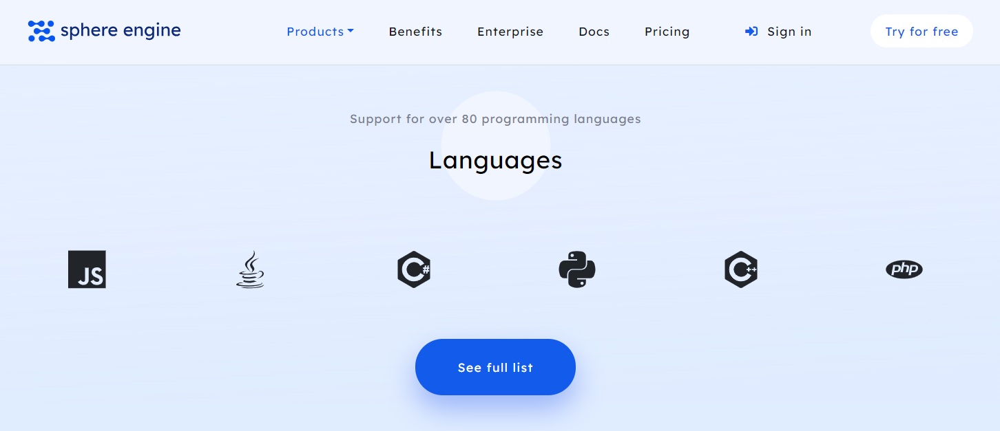 sphere engine Products Benefits Enterprise Docs Pricing Sign in Try for free
Support for over 80 programming languages
Languages
JS C# C++ php
See full list